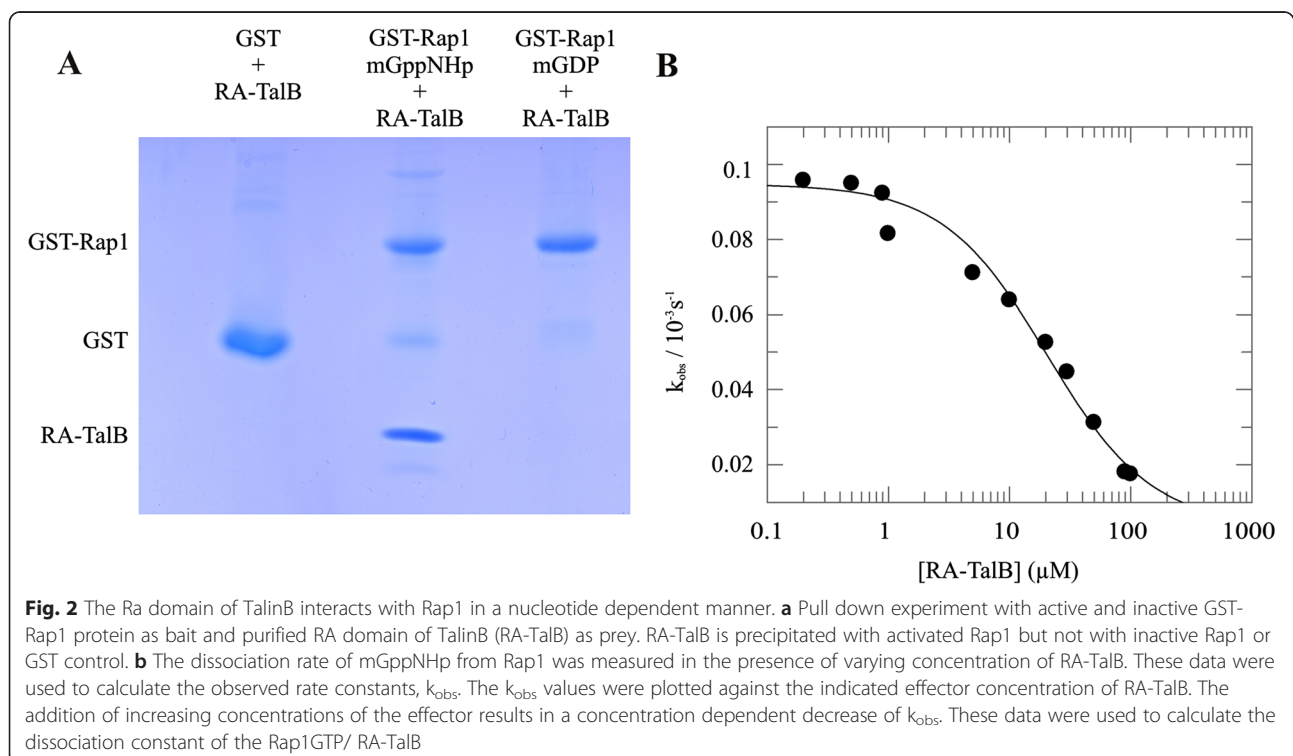 A
GST
+
RA-TalB
GST-Rap1
mGppNHp
+
RA-TalB
GST-Rap1
mGDP
+
RA-TalB
GST-Rap1
GST
RA-TalB
B
0.1
0.08
0.06
0.04
0.02
k_obs / 10⁻³s⁻¹
0.1 1 10 100 1000
[RA-TalB] (µM)
Fig. 2 The Ra domain of TalinB interacts with Rap1 in a nucleotide dependent manner. a Pull down experiment with active and inactive GST-
Rap1 protein as bait and purified RA domain of TalinB (RA-TalB) as prey. RA-TalB is precipitated with activated Rap1 but not with inactive Rap1 or
GST control. b The dissociation rate of mGppNHp from Rap1 was measured in the presence of varying concentration of RA-TalB. These data were
used to calculate the observed rate constants, k_obs. The k_obs values were plotted against the indicated effector concentration of RA-TalB. The
addition of increasing concentrations of the effector results in a concentration dependent decrease of k_obs. These data were used to calculate the
dissociation constant of the Rap1GTP/ RA-TalB